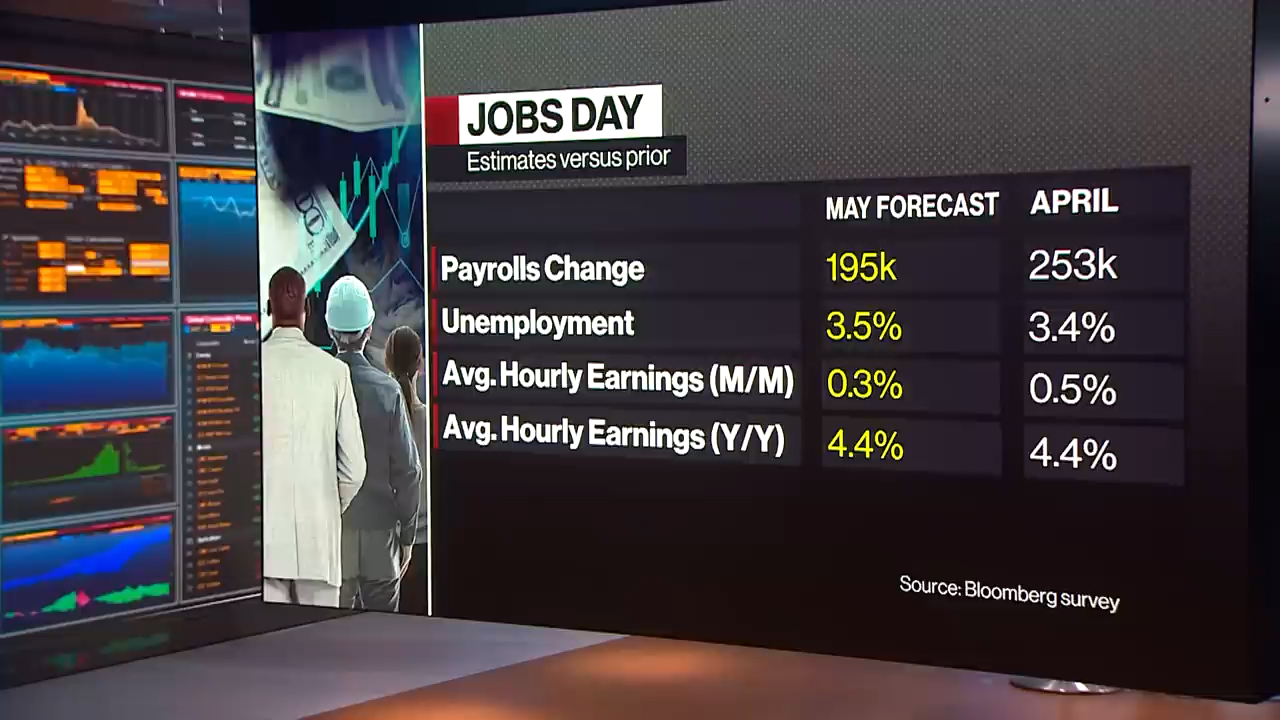 JOBS DAY
Estimates versus prior
MAY FORECAST APRIL
Payrolls Change 195k 253k
Unemployment 3.5% 3.4%
Avg. Hourly Earnings (M/M) 0.3% 0.5%
Avg. Hourly Earnings (Y/Y) 4.4% 4.4%
Source: Bloomberg survey